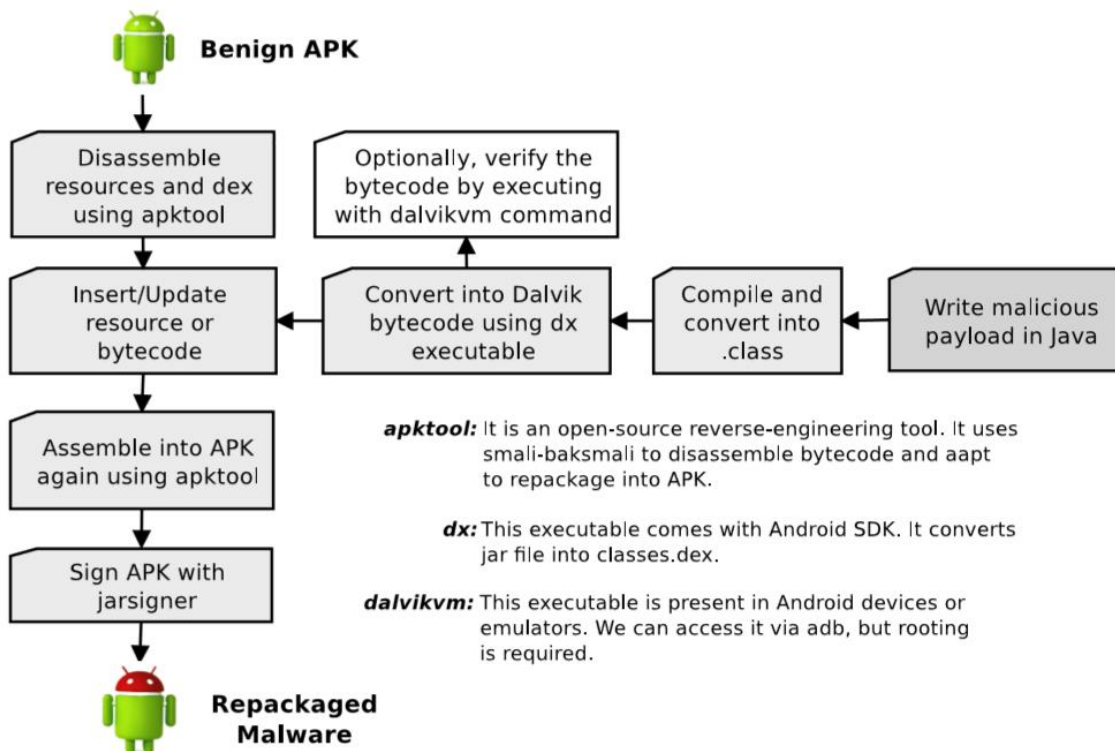 Benign APK
Disassemble
resources and dex
using apktool
Optionally, verify the
bytecode by executing
with dalvikvm command
Insert/Update
resource or
bytecode
Convert into Dalvik
bytecode using dx
executable
Compile and
convert into
.class
Write malicious
payload in Java
Assemble into APK
again using apktool
apktool: It is an open-source reverse-engineering tool. It uses
smali-baksmali to disassemble bytecode and aapt
to repackage into APK.
dx: This executable comes with Android SDK. It converts
jar file into classes.dex.
Sign APK with
jarsigner
dalvikvm: This executable is present in Android devices or
emulators. We can access it via adb, but rooting
is required.
Repackaged
Malware